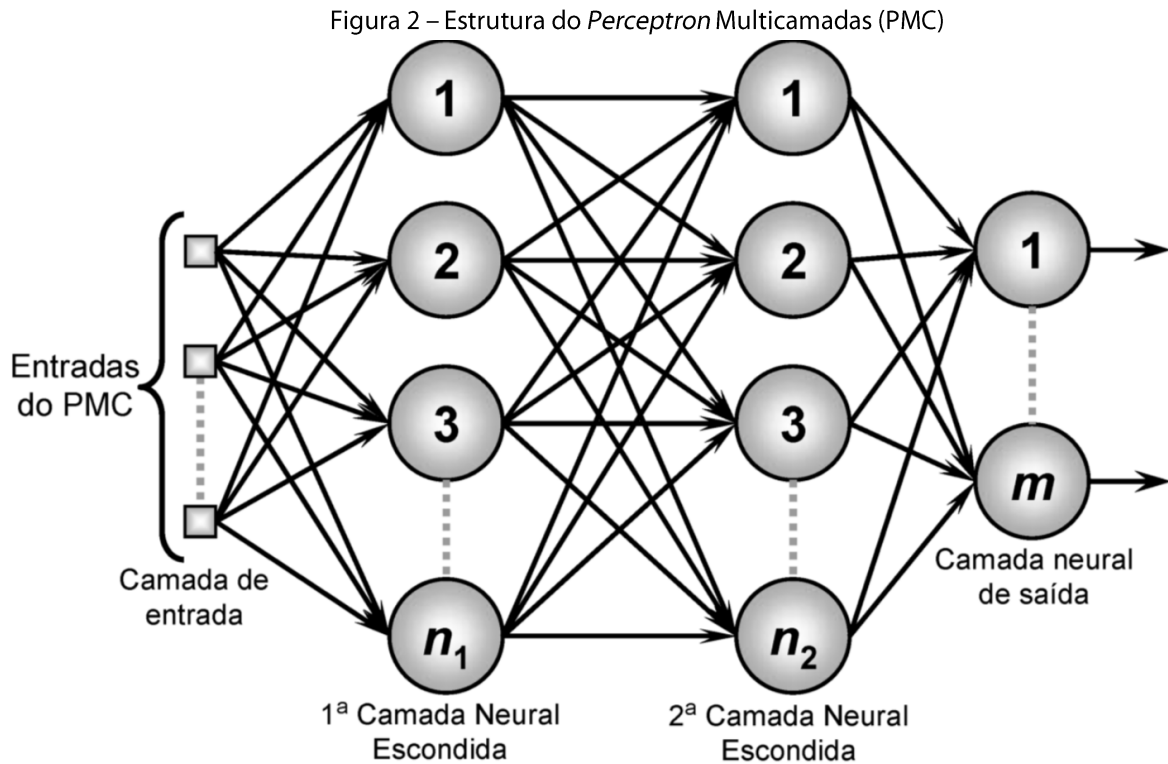 Figura 2 – Estrutura do Perceptron Multicamadas (PMC)
Entradas
do PMC
Camada de
entrada
1
2
3
n1
1ª Camada Neural
Escondida
1
2
3
n2
2ª Camada Neural
Escondida
1
m
Camada neural
de saída